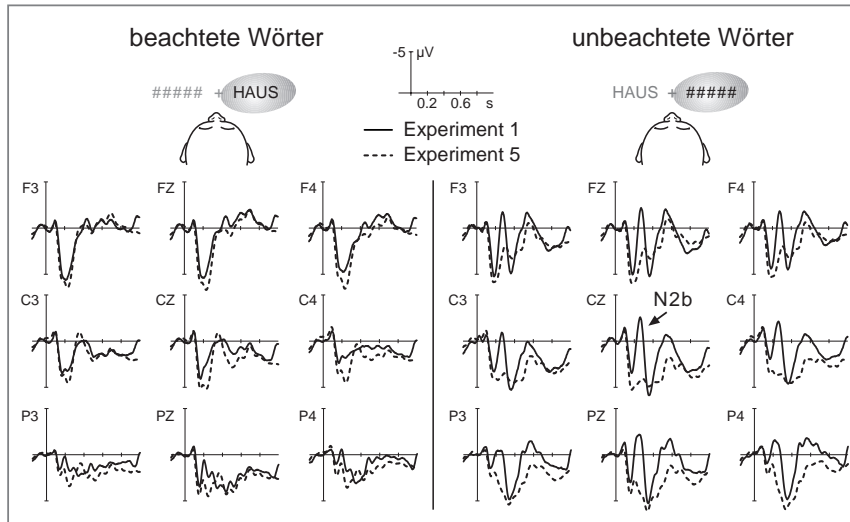 beachtete Wörter
unbeachtete Wörter
-5 µV
0.2 0.6 s
##### + HAUS
HAUS + #####
Experiment 1
Experiment 5
F3 FZ F4 F3 FZ F4
C3 CZ C4 C3 CZ N2b C4
P3 PZ P4 P3 PZ P4